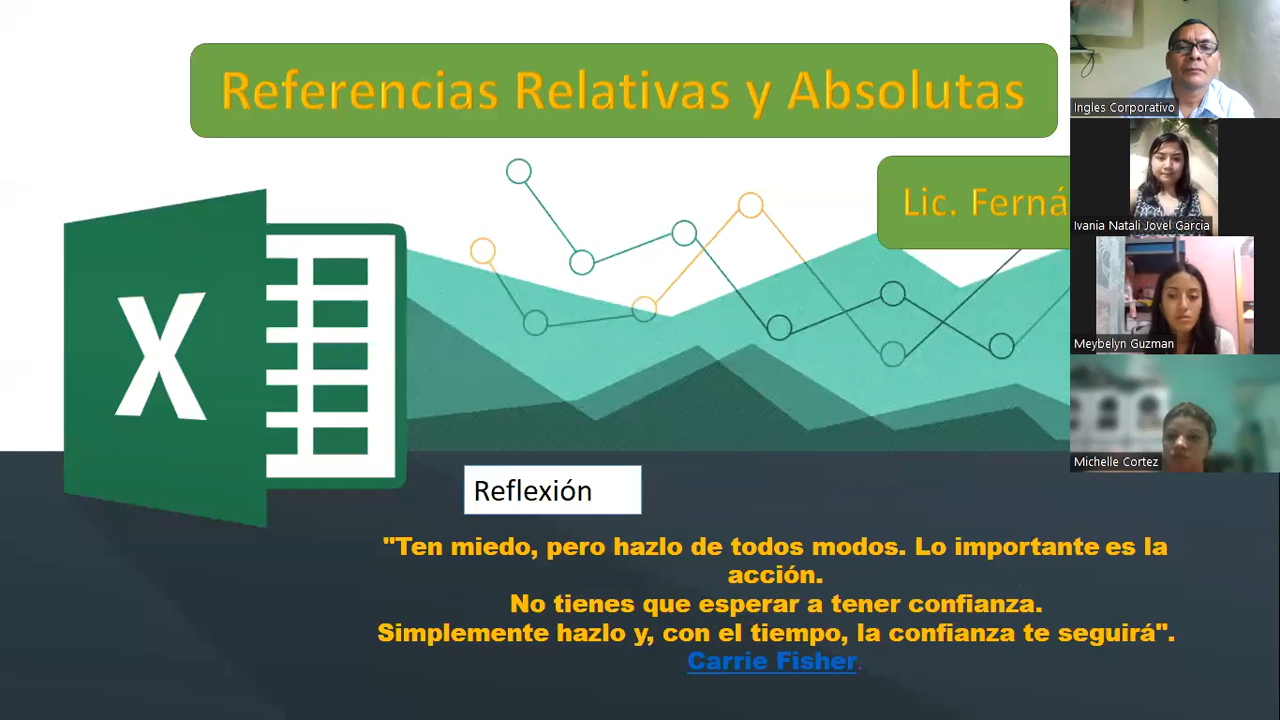 Referencias Relativas y Absolutas
Lic. Ferná
X
Reflexión
"Ten miedo, pero hazlo de todos modos. Lo importante es la
acción.
No tienes que esperar a tener confianza.
Simplemente hazlo y, con el tiempo, la confianza te seguirá".
Carrie Fisher.
Ingles Corporativo
Ivania Natali Jovel Garcia
Meybelyn Guzman
Michelle Cortez